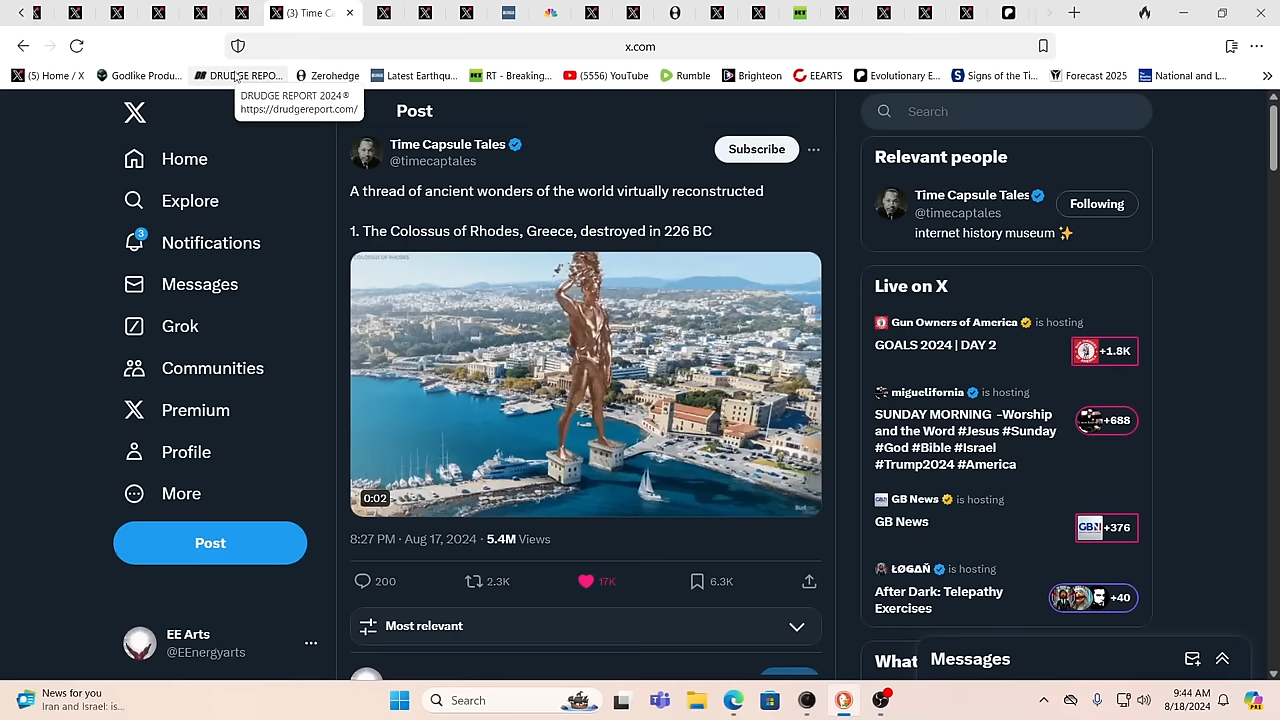 (3) Time Ca
x.com
(5) Home / X
Godlike Produ...
DRUDGE REPO...
Zerohedge
Latest Earthqu...
RT - Breaking...
(5556) YouTube
Rumble
Brighteon
EEARTS
Evolutionary E...
Signs of the Ti...
Forecast 2025
National and L...
DRUDGE REPORT 2024®
https://drudgereport.com/
Home
Explore
3
Notifications
Messages
Grok
Communities
Premium
Profile
More
Post
EE Arts
@EEnergyarts
Post
Time Capsule Tales
@timecaptales
Subscribe
A thread of ancient wonders of the world virtually reconstructed
1. The Colossus of Rhodes, Greece, destroyed in 226 BC
COLOSSUS OF RHODES
0:02
8:27 PM · Aug 17, 2024 · 5.4M Views
200
2.3K
17K
6.3K
Most relevant
Search
Relevant people
Time Capsule Tales
@timecaptales
Following
internet history museum ✨
Live on X
Gun Owners of America is hosting
GOALS 2024 | DAY 2
+1.8K
miguelifornia is hosting
SUNDAY MORNING -Worship
and the Word #Jesus #Sunday
#God #Bible #Israel
#Trump2024 #America
+688
GB News is hosting
GB News
GBN
+376
ŁØGΔŇ is hosting
After Dark: Telepathy
Exercises
+40
What
Messages
News for you
Iran and Israel: is...
Search
9:44 AM
8/18/2024
PRE